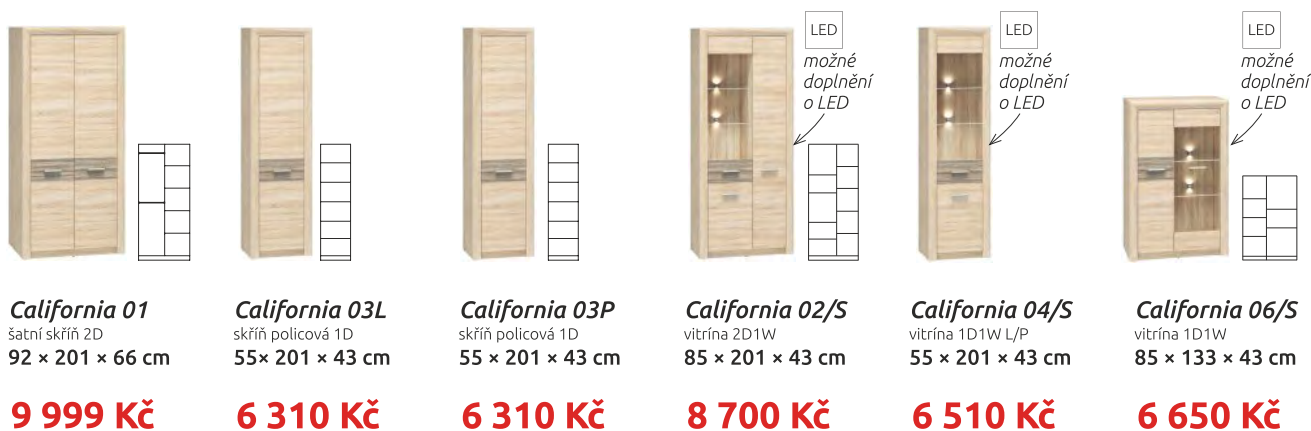 LED
možné
doplnění
o LED
LED
možné
doplnění
o LED
LED
možné
doplnění
o LED
California 01
šatní skříň 2D
92 × 201 × 66 cm
9 999 Kč
California 03L
skříň policová 1D
55× 201 × 43 cm
6 310 Kč
California 03P
skříň policová 1D
55 × 201 × 43 cm
6 310 Kč
California 02/S
vitrína 2D1W
85 × 201 × 43 cm
8 700 Kč
California 04/S
vitrína 1D1W L/P
55 × 201 × 43 cm
6 510 Kč
California 06/S
vitrína 1D1W
85 × 133 × 43 cm
6 650 Kč